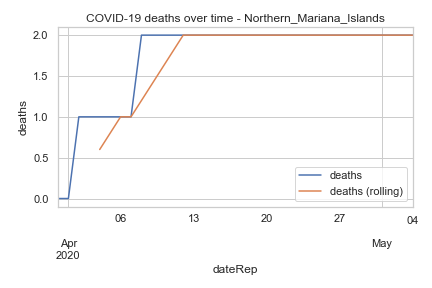 COVID-19 deaths over time - Northern_Mariana_Islands
deaths
2.0
1.5
1.0
0.5
0.0
deaths
deaths (rolling)
06 13 20 27 04
Apr May
2020
dateRep